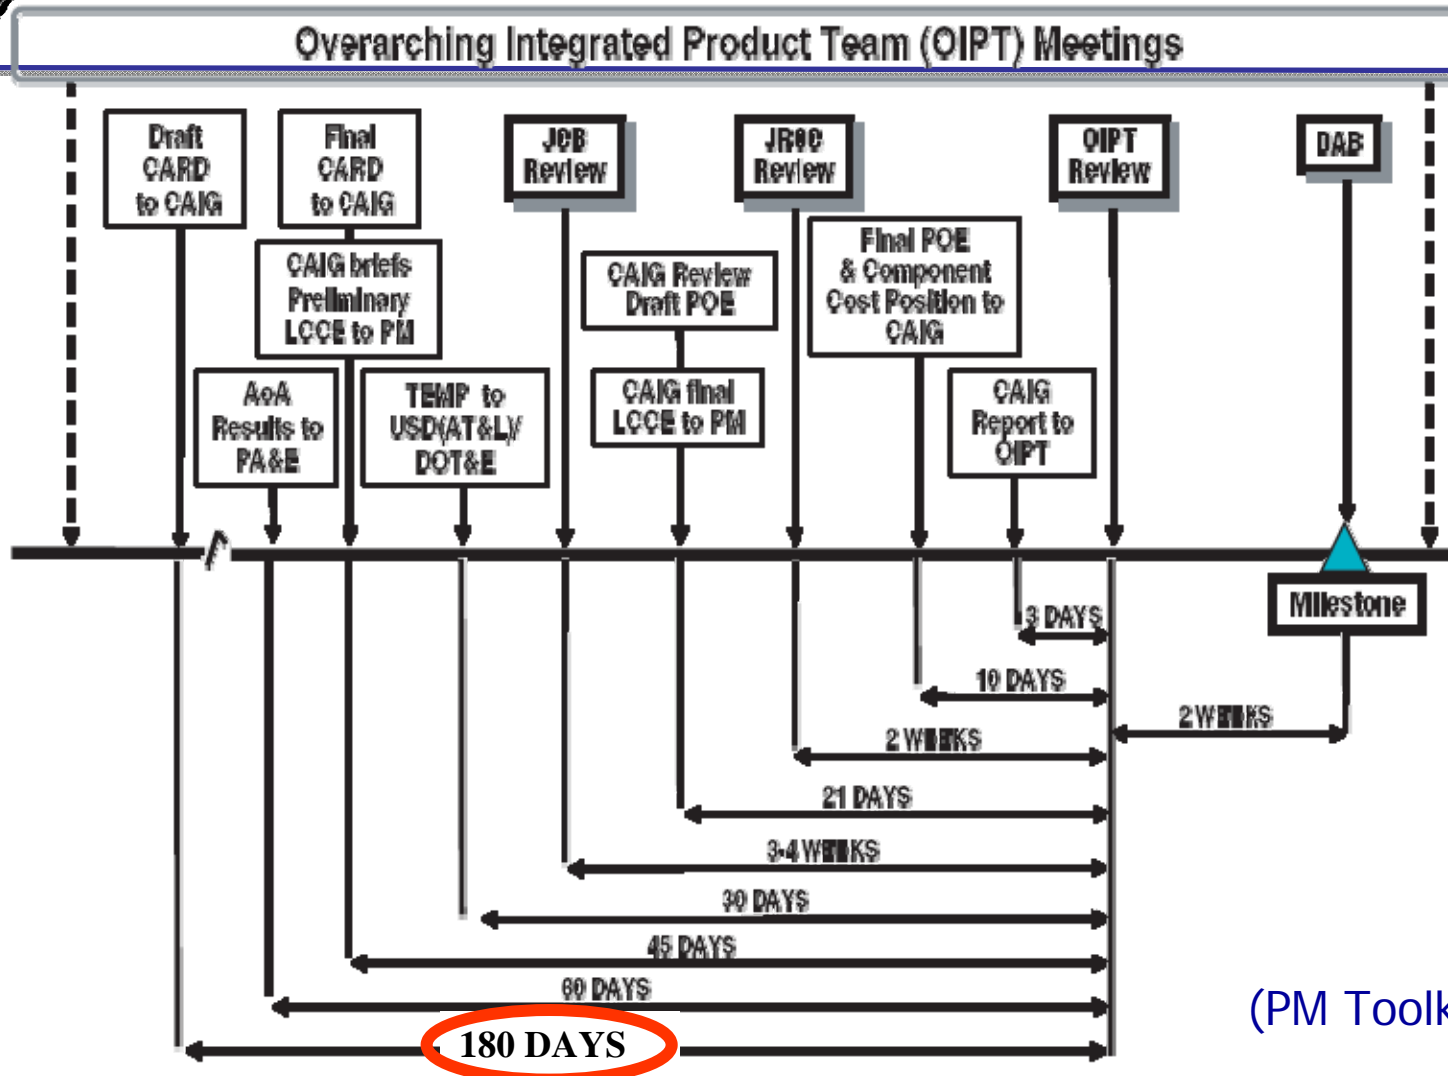 Overarching Integrated Product Team (OIPT) Meetings
Draft
CARD
to CAIG
Final
CARD
to CAIG
JCB
Review
JROC
Review
OIPT
Review
DAB
CAIG briefs
Preliminary
LCCE to PM
CAIG Review
Draft POE
Final POE
& Component
Cost Position to
CAIG
AoA
Results to
PA&E
TEMP to
USD(AT&L)/
DOT&E
CAIG final
LCCE to PM
CAIG
Report to
OIPT
Milestone
3 DAYS
10 DAYS
2 WEEKS
2 WEEKS
21 DAYS
3-4 WEEKS
30 DAYS
45 DAYS
60 DAYS
180 DAYS
(PM Toolk